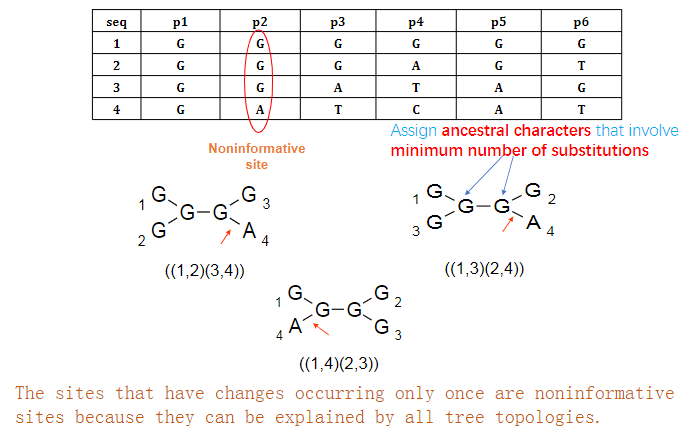 seq p1 p2 p3 p4 p5 p6
1 G G G G G G
2 G G G A G T
3 G G A T A G
4 G A T C A T
Noninformative
site
Assign ancestral characters that involve
minimum number of substitutions
1 G G 3
G G
2 G A 4
((1,2)(3,4))
1 G G 2
G G
3 G A 4
((1,3)(2,4))
1 G G 2
G G
4 A G 3
((1,4)(2,3))
The sites that have changes occurring only once are noninformative
sites because they can be explained by all tree topologies.